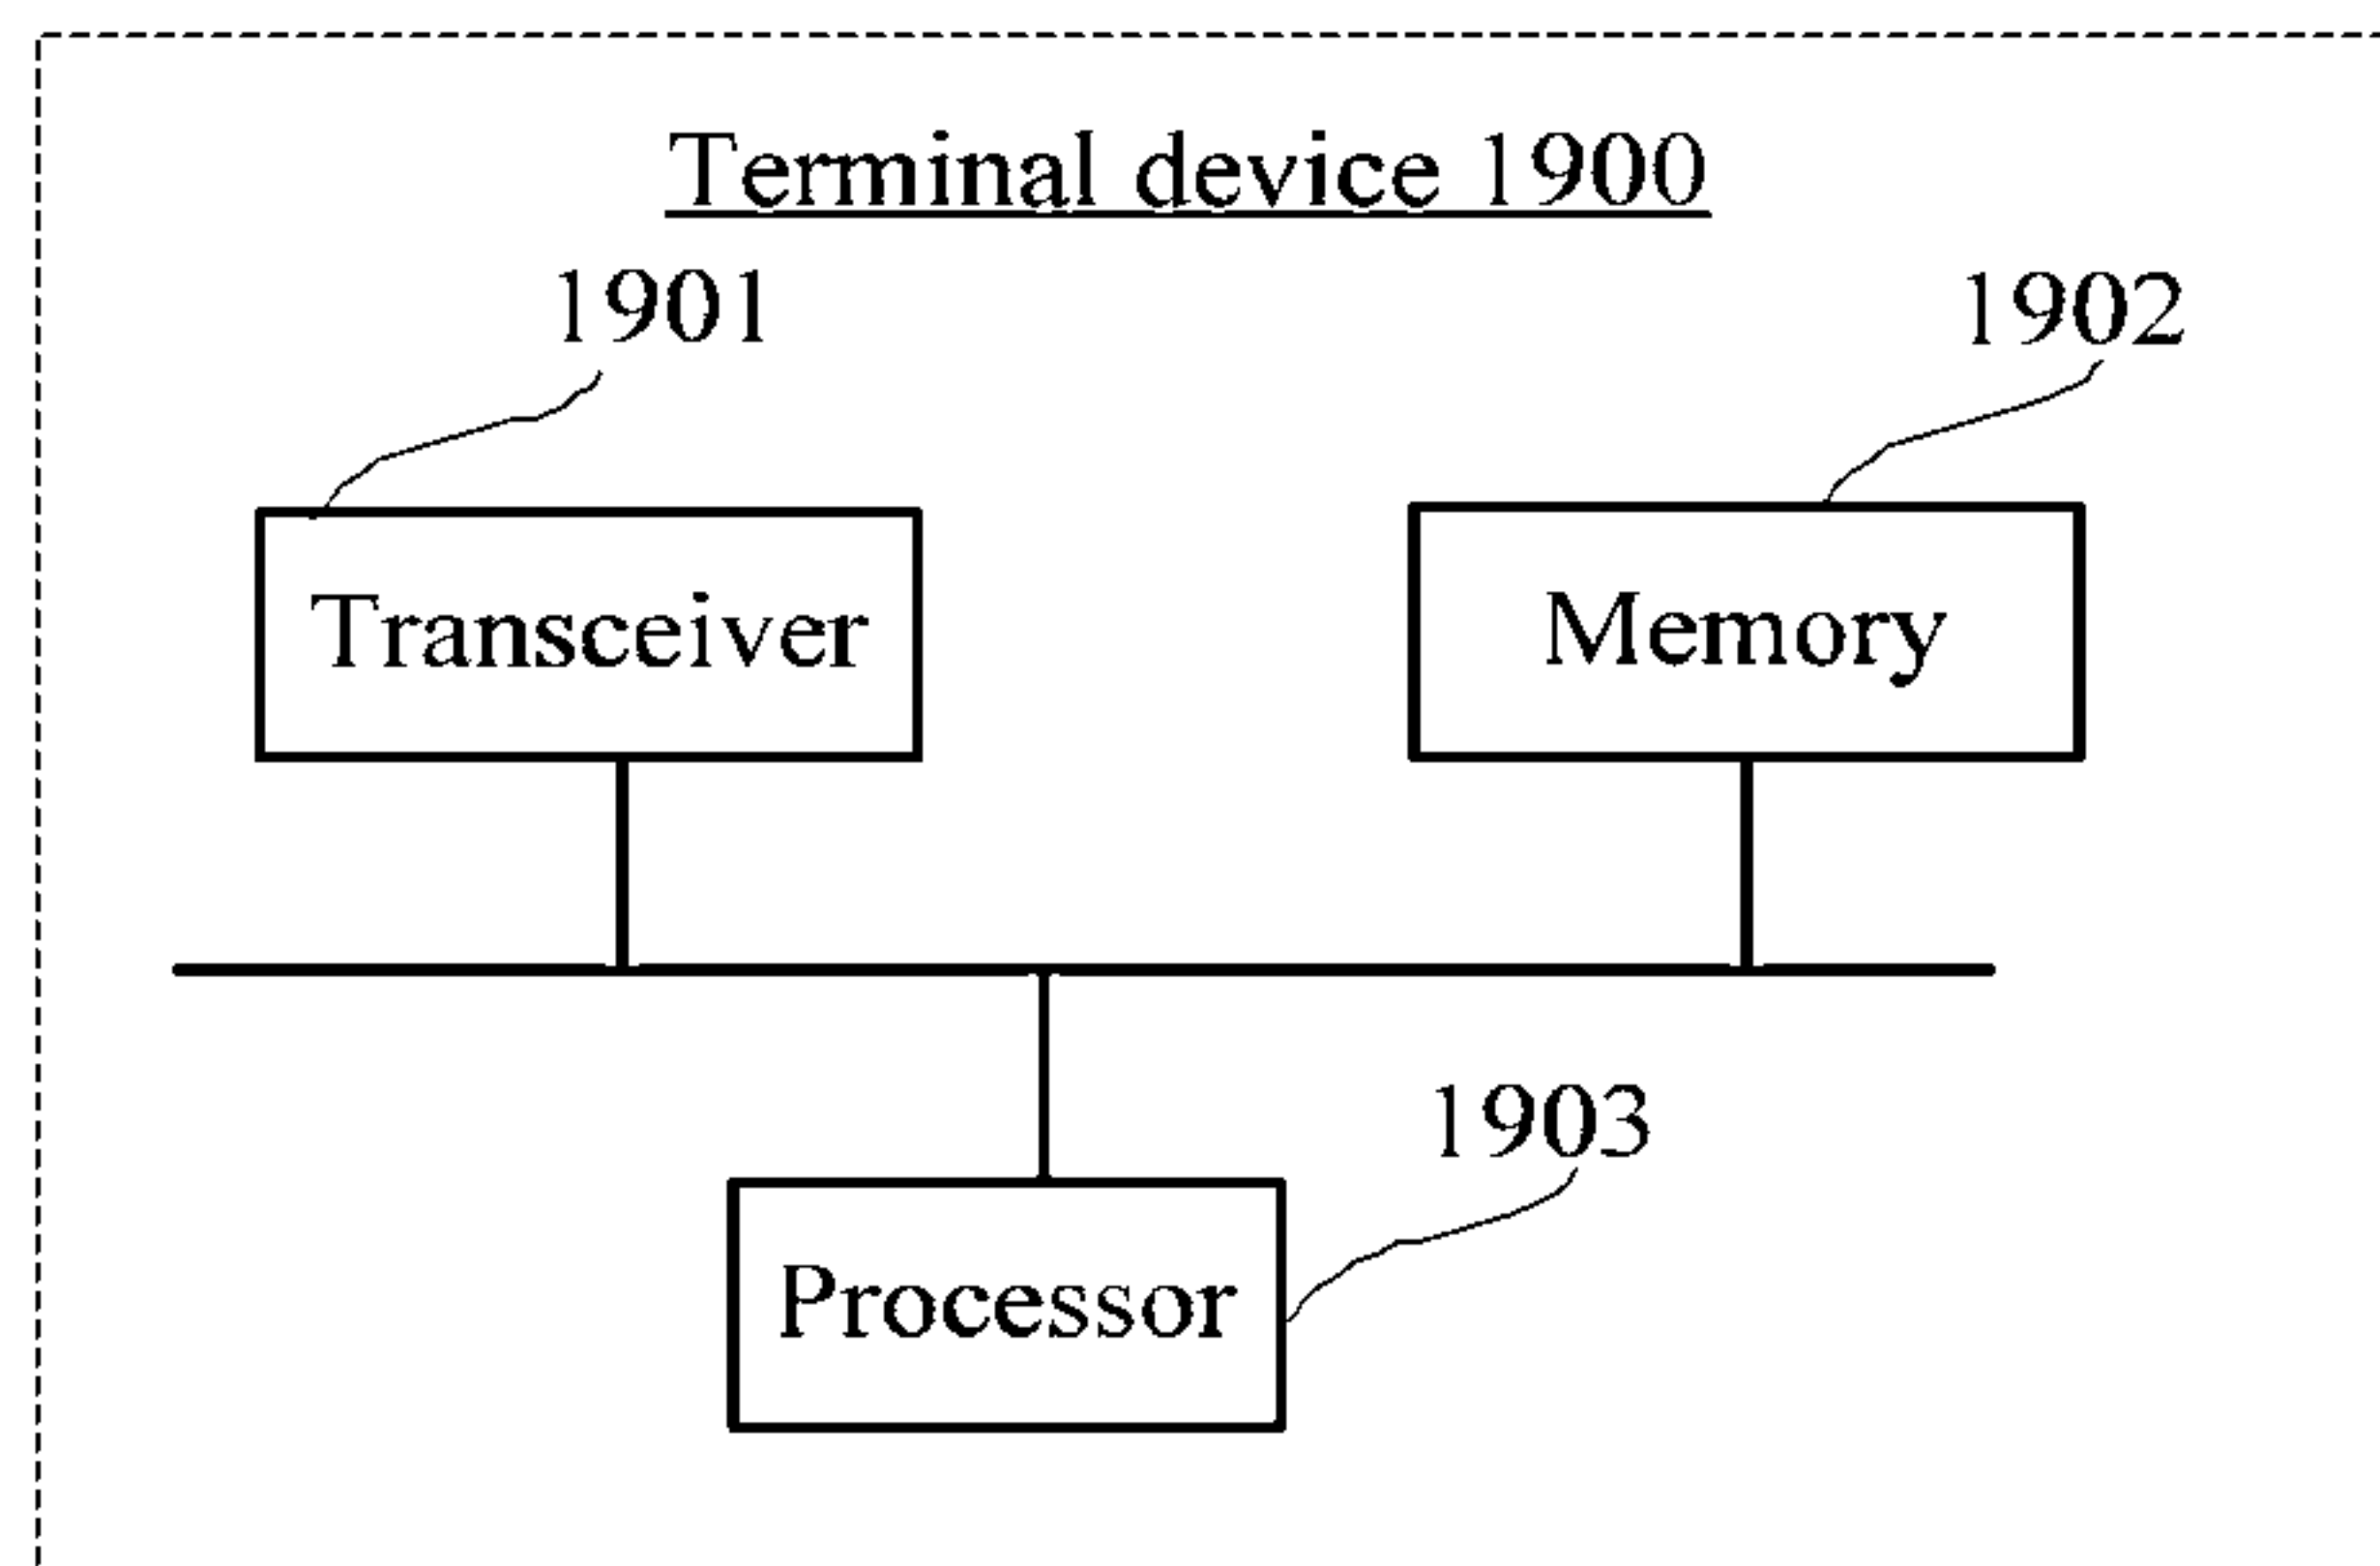 Terminal device 1900
1901
1902
Transceiver
Memory
1903
Processor